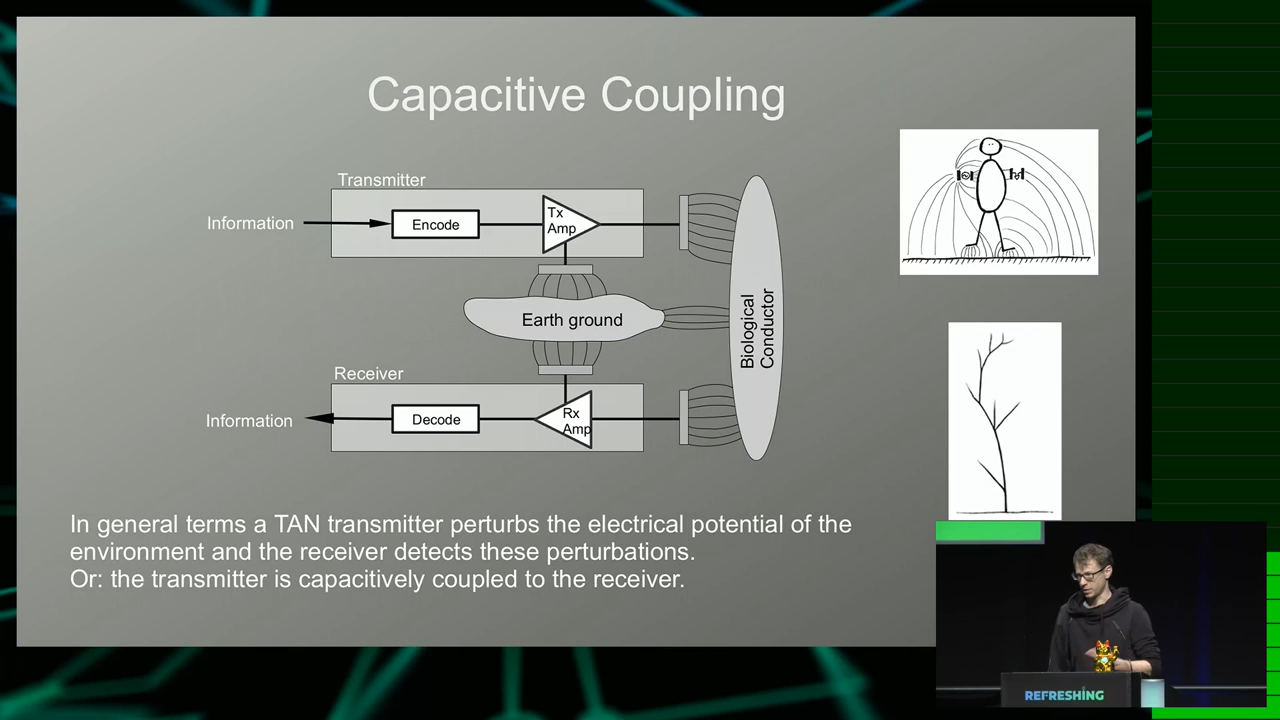 Capacitive Coupling
Transmitter
Information
Encode
Tx
Amp
Earth ground
Biological
Conductor
Receiver
Information
Decode
Rx
Amp
In general terms a TAN transmitter perturbs the electrical potential of the
environment and the receiver detects these perturbations.
Or: the transmitter is capacitively coupled to the receiver.
REFRESHING